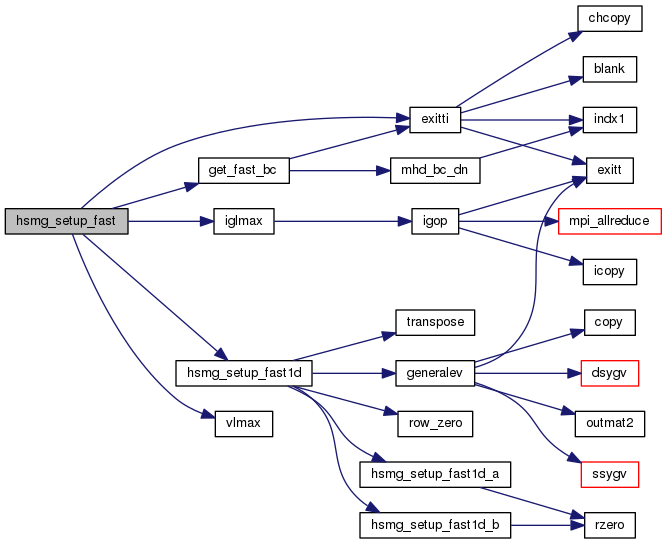 chcopy
blank
exitti
indx1
get_fast_bc
mhd_bc_dn
exitt
hsmg_setup_fast
iglmax
igop
mpi_allreduce
icopy
transpose
copy
hsmg_setup_fast1d
generalev
dsygv
vlmax
row_zero
outmat2
hsmg_setup_fast1d_a
ssygv
hsmg_setup_fast1d_b
rzero